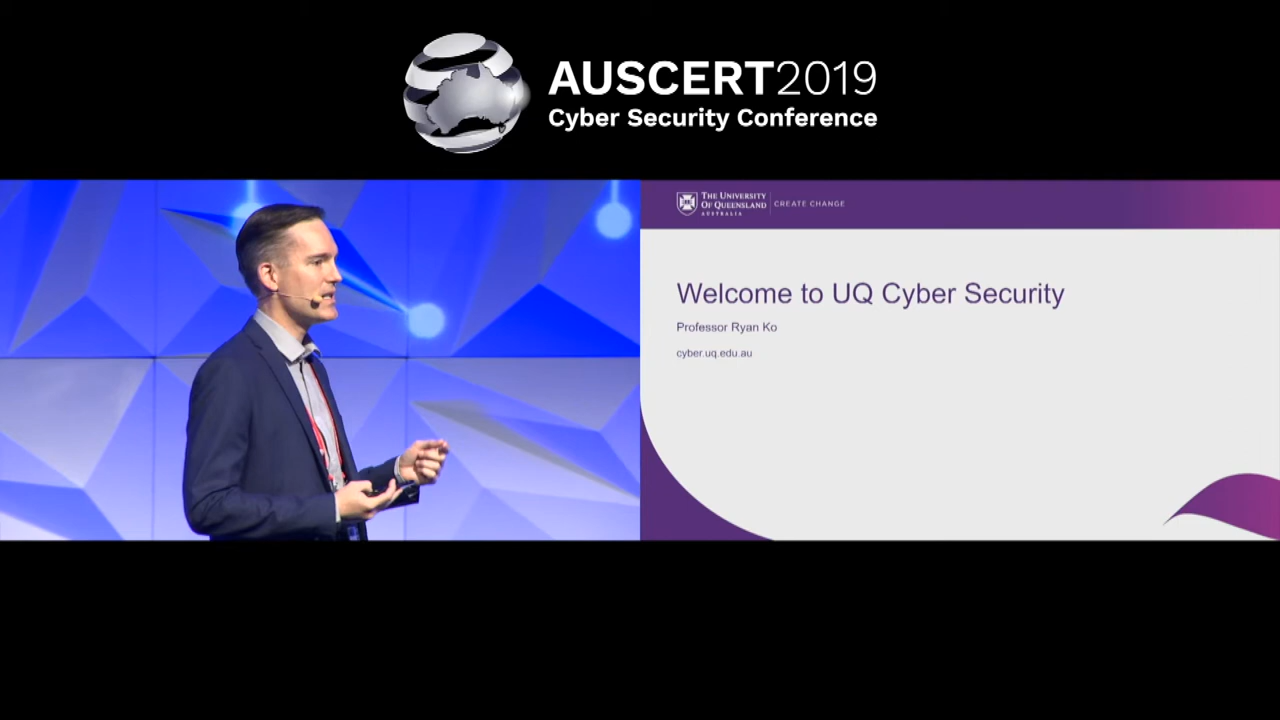 AUSCERT2019
Cyber Security Conference
THE UNIVERSITY
OF QUEENSLAND
AUSTRALIA
CREATE CHANGE
Welcome to UQ Cyber Security
Professor Ryan Ko
cyber.uq.edu.au